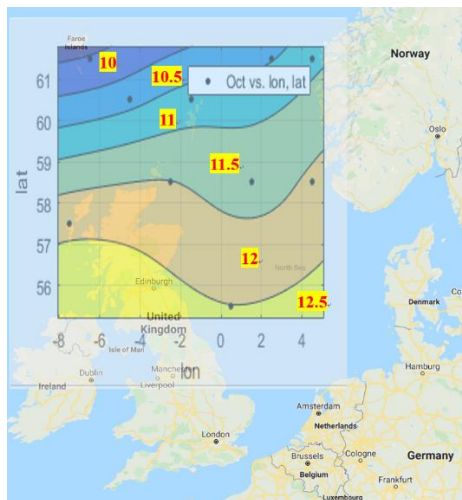 Faroe
Islands
10
10.5
11
Oct vs. lon, lat
11.5
12
12.5
61
60
59
58
57
56
lat
-8
-6
-4
-2
0
2
4
lon
Norway
Oslo
North Sea
Edinburgh
United
Kingdom
Isle of Man
Denmark
Dublin
Ireland
Manchester
Liverpool
Hamburg
London
Amsterdam
Netherlands
Brussels
Belgium
Cologne
Germany
Frankfurt
Luxembourg